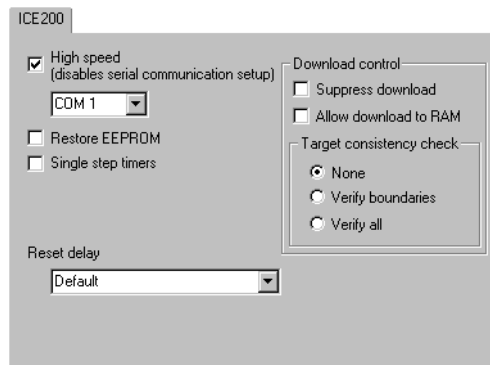 ICE200
High speed
(disables serial communication setup)
COM 1
Restore EEPROM
Single step timers
Reset delay
Default
Download control
Suppress download
Allow download to RAM
Target consistency check
None
Verify boundaries
Verify all